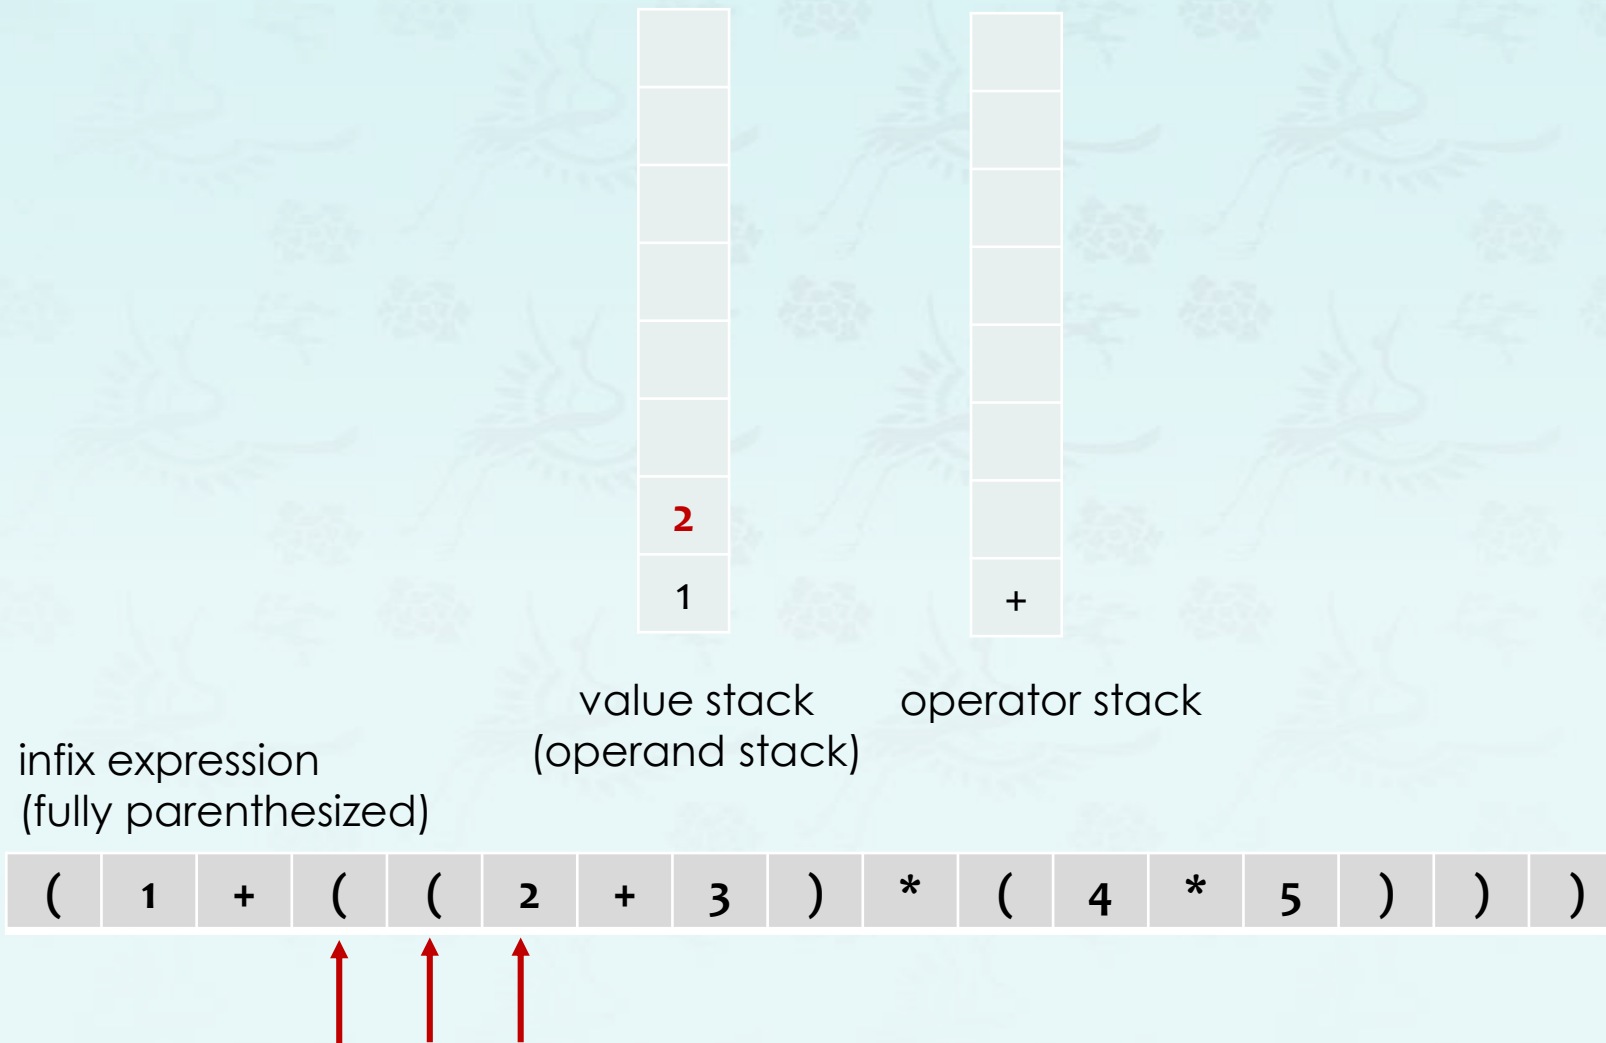 2
1 +
value stack operator stack
(operand stack)
infix expression
(fully parenthesized)
( 1 + ( ( 2 + 3 ) * ( 4 * 5 ) ) )